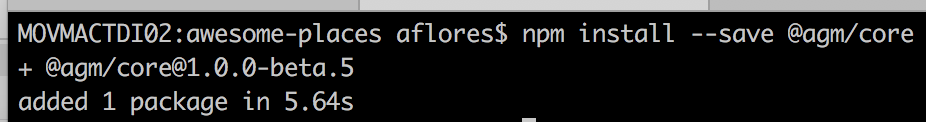 MOVMACTDI02:awesome-places aflores$ npm install --save @agm/core
+ @agm/core@1.0.0-beta.5
added 1 package in 5.64s